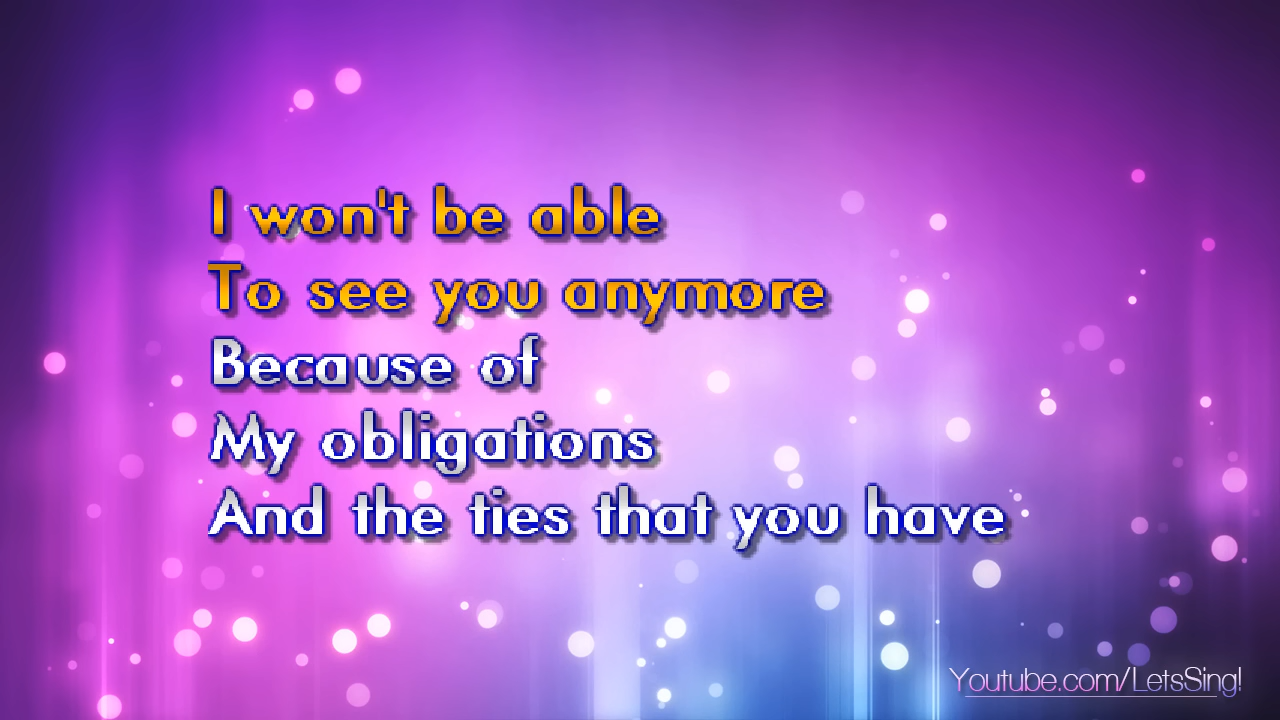 I won't be able
To see you anymore
Because of
My obligations
And the ties that you have
Youtube.com/LetsSing!